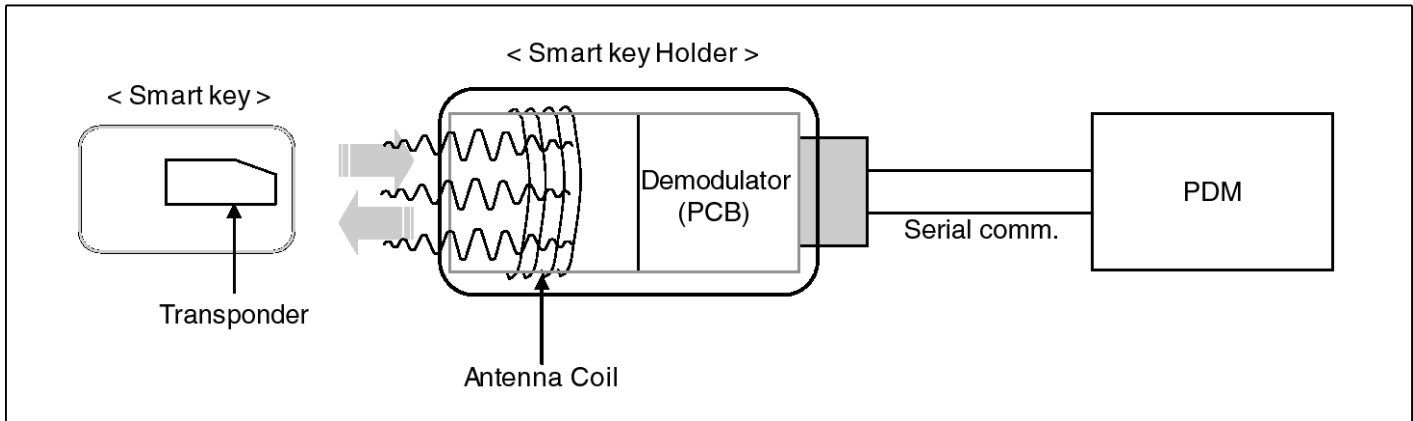 < Smart key Holder >
< Smart key >
Demodulator
(PCB)
PDM
Serial comm.
Transponder
Antenna Coil